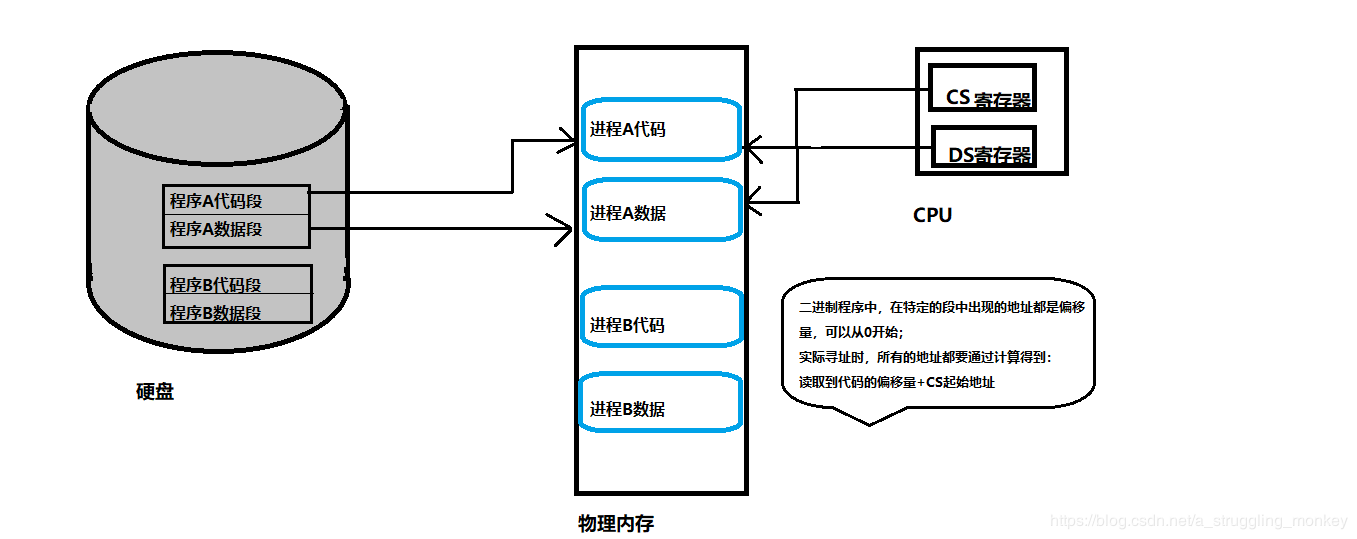 程序A代码段
程序A数据段
程序B代码段
程序B数据段
硬盘
进程A代码
进程A数据
进程B代码
进程B数据
物理内存
CS 寄存器
DS寄存器
CPU
二进制程序中，在特定的段中出现的地址都是偏移
量，可以从0开始；
实际寻址时，所有的地址都要通过计算得到：
读取到代码的偏移量+CS起始地址
https://blog.csdn.net/a_struggling_monkey